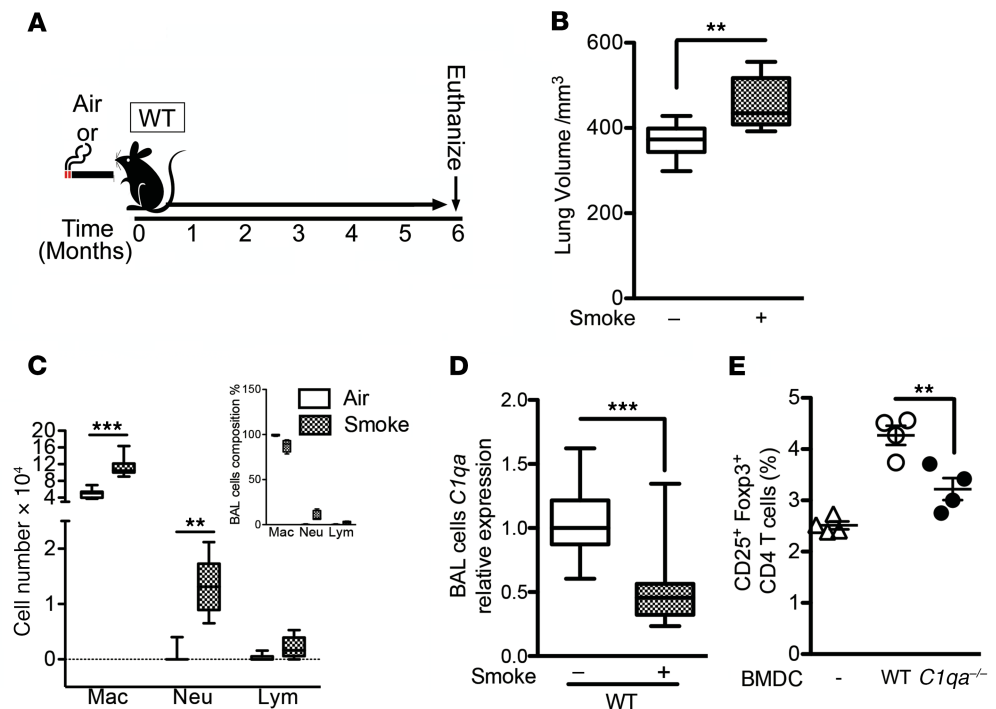 A
Air
or
WT
Euthanize
Time
(Months)
0 1 2 3 4 5 6
B
**
Lung Volume /mm3
600
400
200
0
Smoke – +
C
Cell number × 10⁴
20
16
12
8
4
2
1
0
***
**
Mac Neu Lym
BAL cells composition %
150
100
50
0
Mac Neu Lym
Air
Smoke
D
BAL cells C1qa
relative expression
2.0
1.5
1.0
0.5
0.0
***
Smoke – +
WT
E
CD25⁺ Foxp3⁺
CD4 T cells (%)
5
4
3
2
1
0
**
BMDC - WT C1qa⁻/⁻